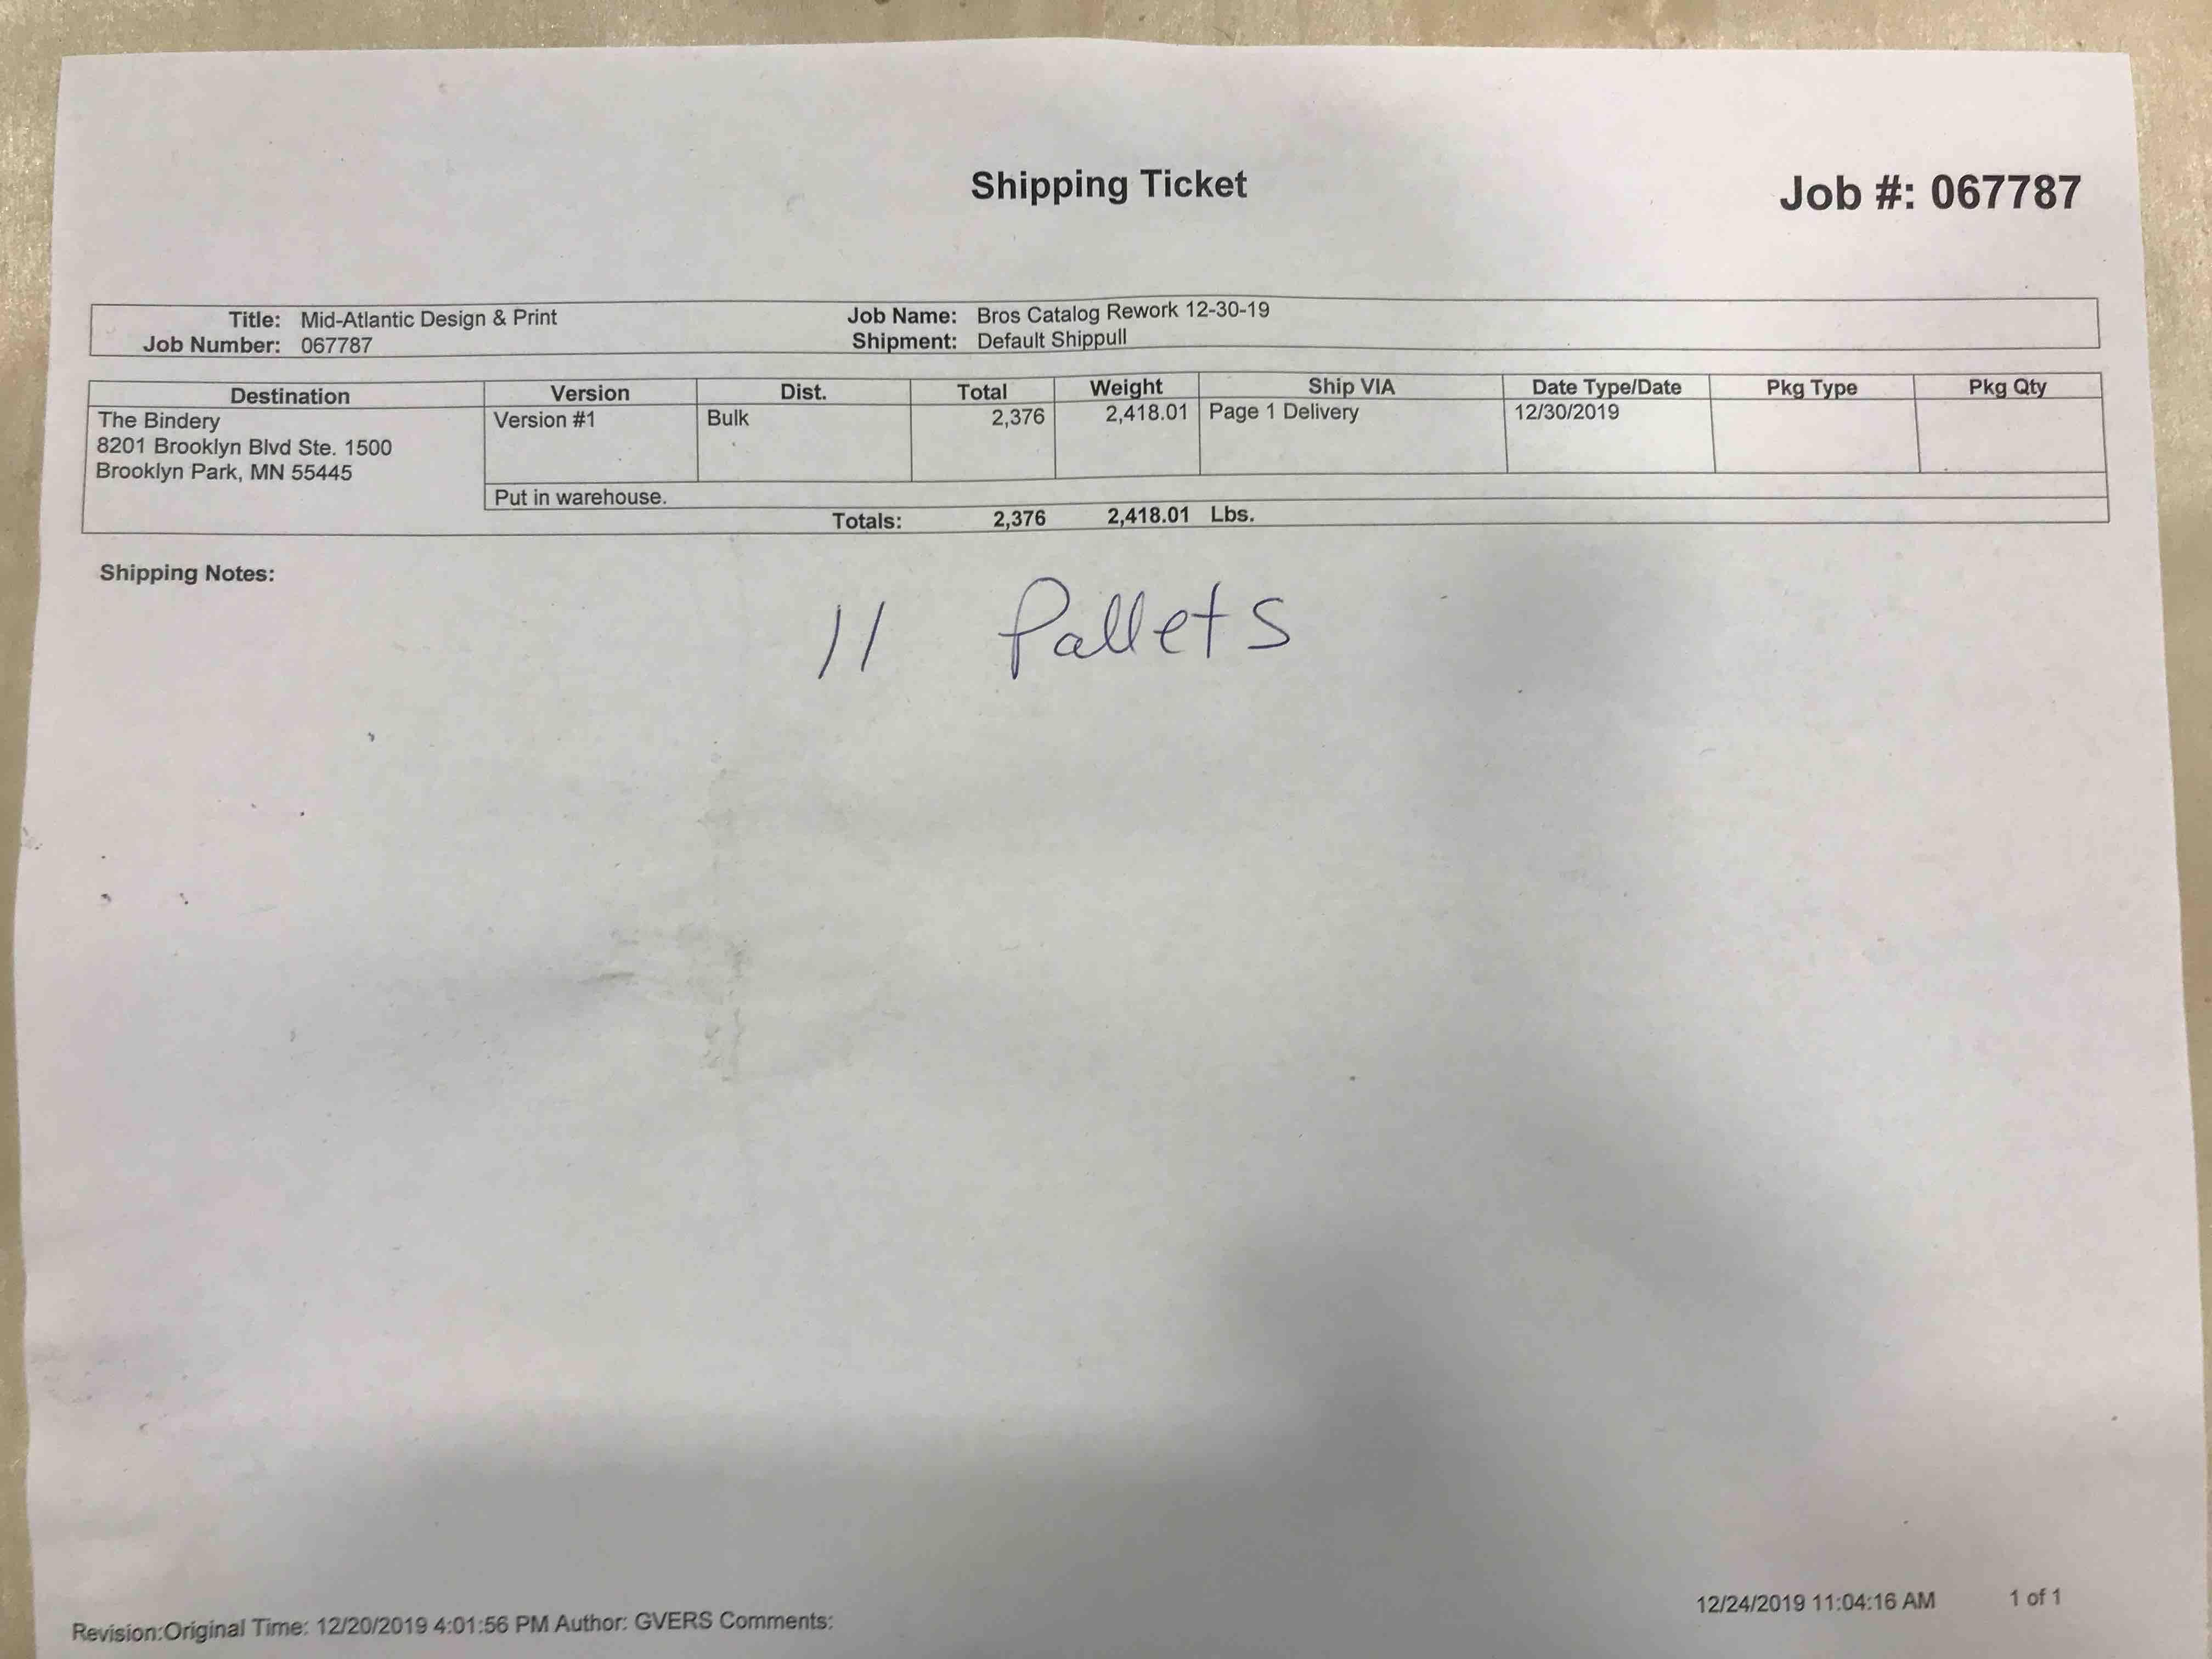 Shipping Ticket
Job #: 067787
Title: Mid-Atlantic Design & Print Job Name: Bros Catalog Rework 12-30-19
Job Number: 067787 Shipment: Default Shippull
Destination Version Dist. Total Weight Ship VIA Date Type/Date Pkg Type Pkg Qty
The Bindery Version #1 Bulk 2,376 2,418.01 Page 1 Delivery 12/30/2019
8201 Brooklyn Blvd Ste. 1500
Brooklyn Park, MN 55445
Put in warehouse.
Totals: 2,376 2,418.01 Lbs.
Shipping Notes:
11 Pallets
Revision:Original Time: 12/20/2019 4:01:56 PM Author: GVERS Comments:
12/24/2019 11:04:16 AM 1 of 1